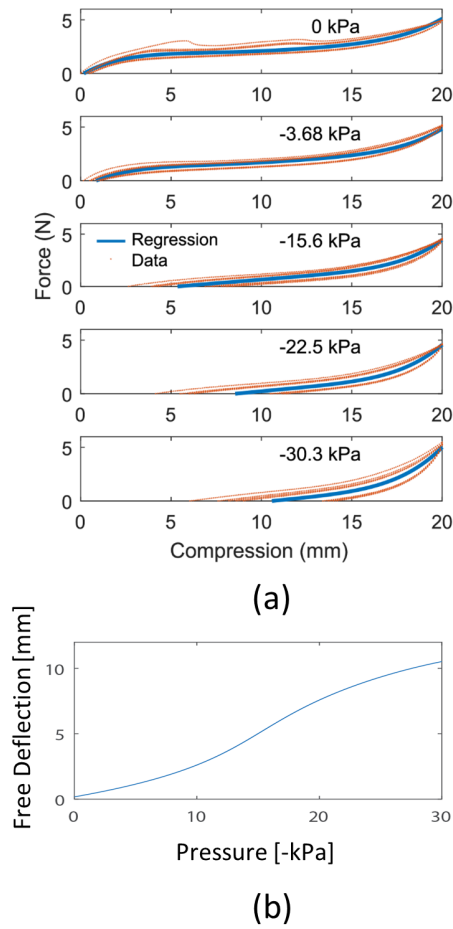 5
0 kPa
0
0 5 10 15 20
5
-3.68 kPa
0
0 5 10 15 20
5
Regression
Data
-15.6 kPa
0
0 5 10 15 20
5
-22.5 kPa
0
0 5 10 15 20
5
-30.3 kPa
0
0 5 10 15 20
Force (N)
Compression (mm)
(a)
Free Deflection [mm]
10
5
0
0 10 20 30
Pressure [-kPa]
(b)